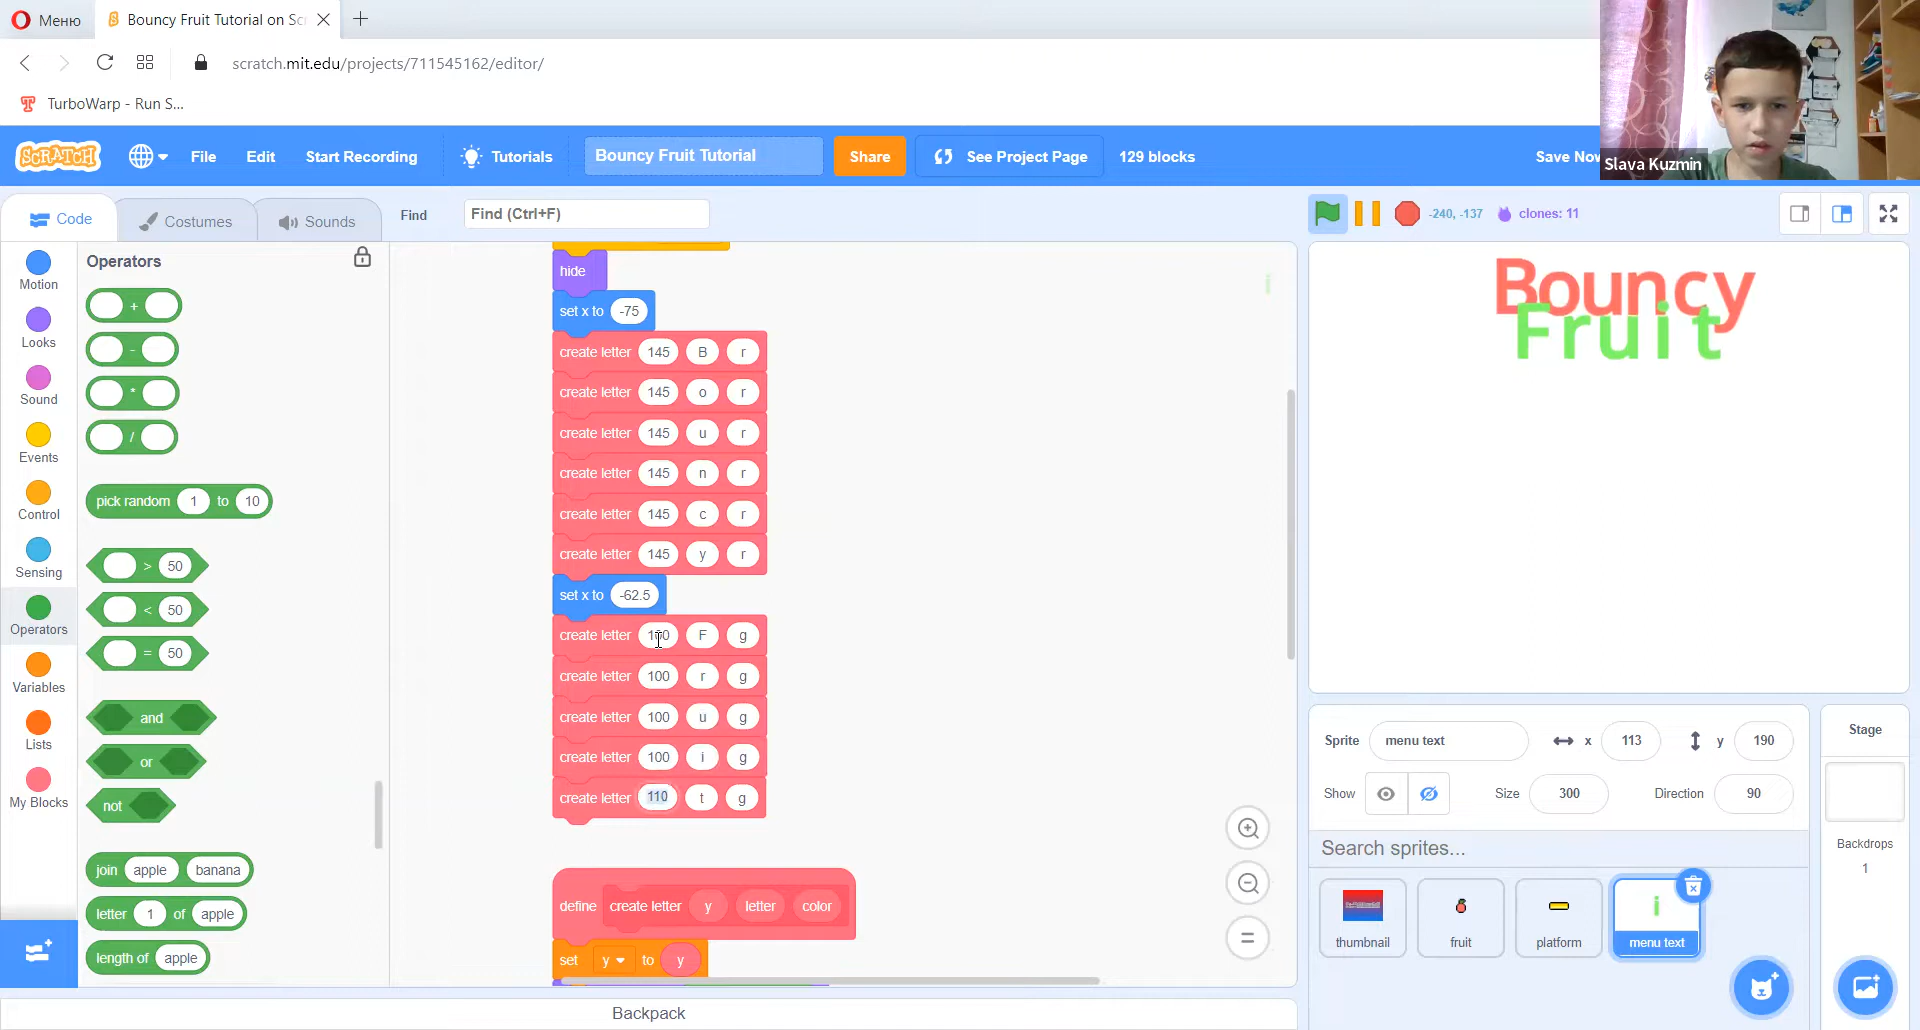 Меню
Bouncy Fruit Tutorial on Scr
scratch.mit.edu/projects/711545162/editor/
TurboWarp - Run S...
SCRATCH
File
Edit
Start Recording
Tutorials
Bouncy Fruit Tutorial
Share
See Project Page
129 blocks
Save Now
Slava Kuzmin
Code
Costumes
Sounds
Find
Find (Ctrl+F)
-240, -137
clones: 11
Motion
Looks
Sound
Events
Control
Sensing
Operators
Variables
Lists
My Blocks
Operators
+
-
*
/
pick random 1 to 10
> 50
< 50
= 50
and
or
not
join apple banana
letter 1 of apple
length of apple
hide
set x to -75
create letter 145 B r
create letter 145 o r
create letter 145 u r
create letter 145 n r
create letter 145 c r
create letter 145 y r
set x to -62.5
create letter 110 F g
create letter 100 r g
create letter 100 u g
create letter 100 i g
create letter 110 t g
define create letter y letter color
set y to y
i
Backpack
Bouncy
Fruit
Sprite menu text x 113 y 190
Show Size 300 Direction 90
Search sprites...
thumbnail
fruit
platform
i
menu text
Stage
Backdrops
1